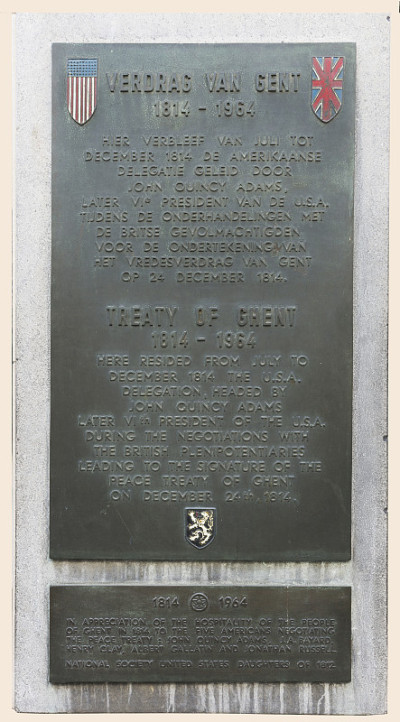 VERDRAG VAN GENT
1814 - 1964
HIER VERBLEEF VAN JULI TOT
DECEMBER 1814 DE AMERIKAANSE
DELEGATIE GELEID DOOR
JOHN QUINCY ADAMS,
LATER VIde PRESIDENT VAN DE U.S.A.
TIJDENS DE ONDERHANDELINGEN MET
DE BRITSE GEVOLMACHTIGDEN
VOOR DE ONDERTEKENING VAN
HET VREDESVERDRAG VAN GENT
OP 24 DECEMBER 1814.
TREATY OF GHENT
1814 - 1964
HERE RESIDED FROM JULY TO
DECEMBER 1814 THE U.S.A.
DELEGATION, HEADED BY
JOHN QUINCY ADAMS
LATER VIth PRESIDENT OF THE U.S.A.
DURING THE NEGOTIATIONS WITH
THE BRITISH PLENIPOTENTIARIES
LEADING TO THE SIGNATURE OF THE
PEACE TREATY OF GHENT
ON DECEMBER 24th, 1814.
1814 1964
IN APPRECIATION OF THE HOSPITALITY OF THE PEOPLE
OF GHENT IN 1814 TO THE FIVE AMERICANS NEGOTIATING
THE PEACE TREATY: JOHN QUINCY ADAMS, J.A. BAYARD,
HENRY CLAY, ALBERT GALLATIN AND JONATHAN RUSSELL
NATIONAL SOCIETY UNITED STATES DAUGHTERS OF 1812.